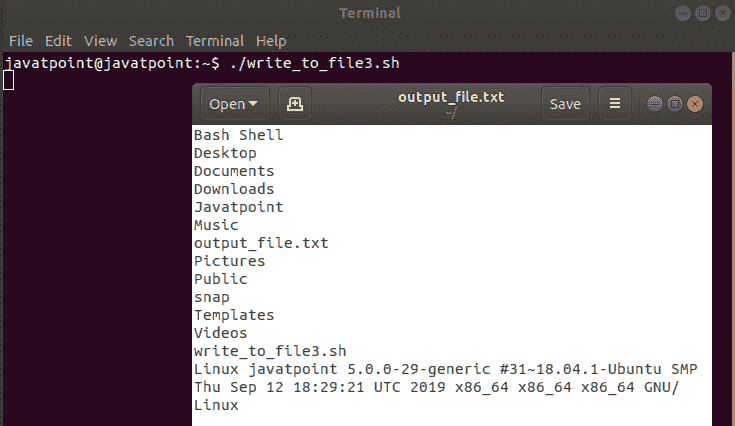 Terminal
File Edit View Search Terminal Help
javatpoint@javatpoint:~$ ./write_to_file3.sh
Open
output_file.txt
~/
Save
Bash Shell
Desktop
Documents
Downloads
Javatpoint
Music
output_file.txt
Pictures
Public
snap
Templates
Videos
write_to_file3.sh
Linux javatpoint 5.0.0-29-generic #31~18.04.1-Ubuntu SMP
Thu Sep 12 18:29:21 UTC 2019 x86_64 x86_64 x86_64 GNU/
Linux